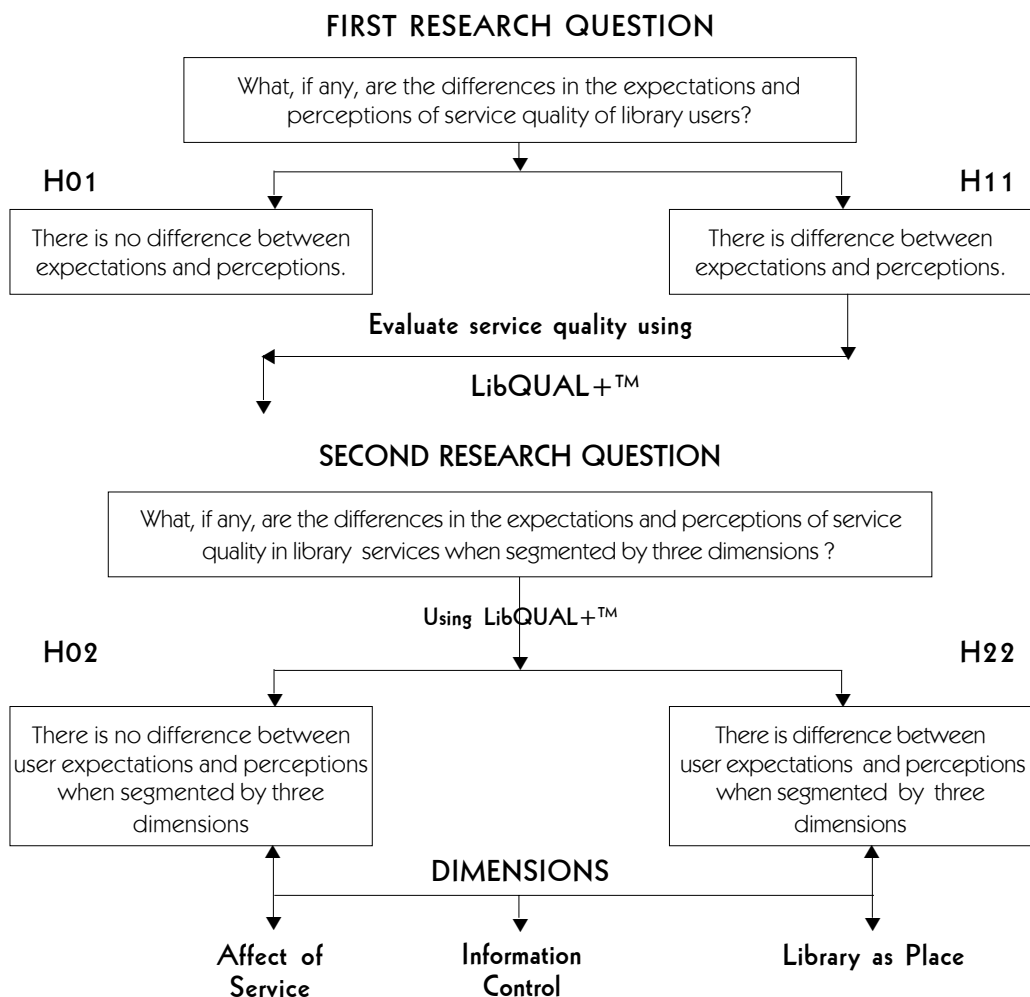 FIRST RESEARCH QUESTION
What, if any, are the differences in the expectations and
perceptions of service quality of library users?
H01
H11
There is no difference between
expectations and perceptions.
There is difference between
expectations and perceptions.
Evaluate service quality using
LibQUAL+™
SECOND RESEARCH QUESTION
What, if any, are the differences in the expectations and perceptions of service
quality in library services when segmented by three dimensions ?
Using LibQUAL+™
H02
H22
There is no difference between
user expectations and perceptions
when segmented by three
dimensions
There is difference between
user expectations and perceptions
when segmented by three
dimensions
DIMENSIONS
Affect of
Service
Information
Control
Library as Place